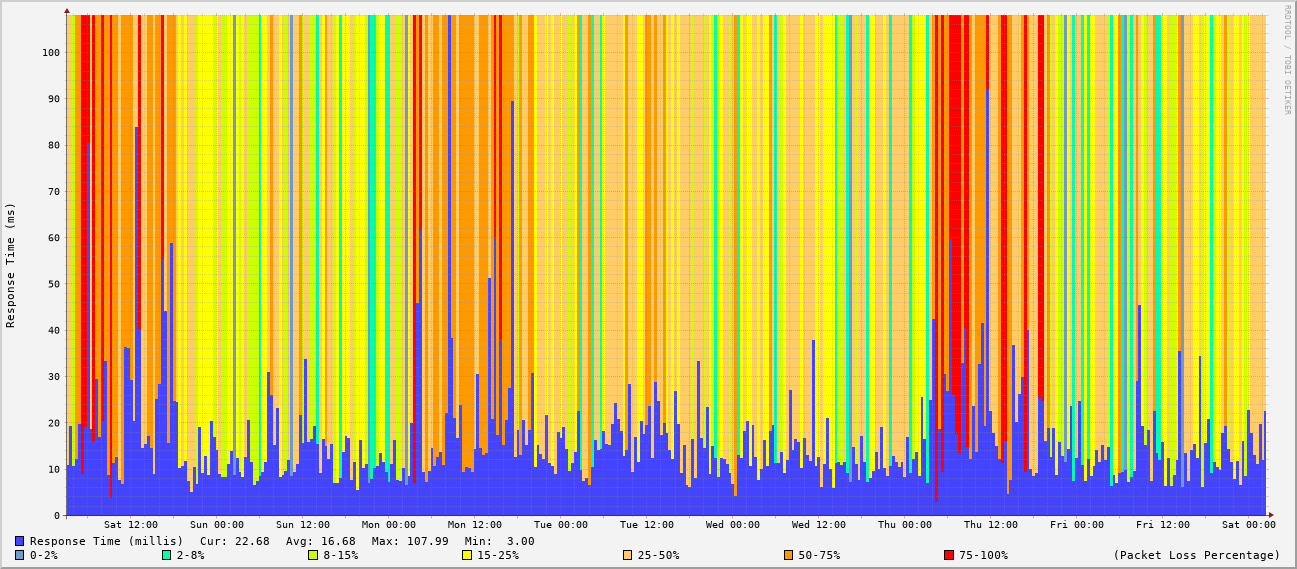 RRDTOOL / TOBI OETIKER
Response Time (ms)
100
90
80
70
60
50
40
30
20
10
0
Sat 12:00 Sun 00:00 Sun 12:00 Mon 00:00 Mon 12:00 Tue 00:00 Tue 12:00 Wed 00:00 Wed 12:00 Thu 00:00 Thu 12:00 Fri 00:00 Fri 12:00 Sat 00:00
Response Time (millis) Cur: 22.68 Avg: 16.68 Max: 107.99 Min: 3.00
0-2% 2-8% 8-15% 15-25% 25-50% 50-75% 75-100% (Packet Loss Percentage)